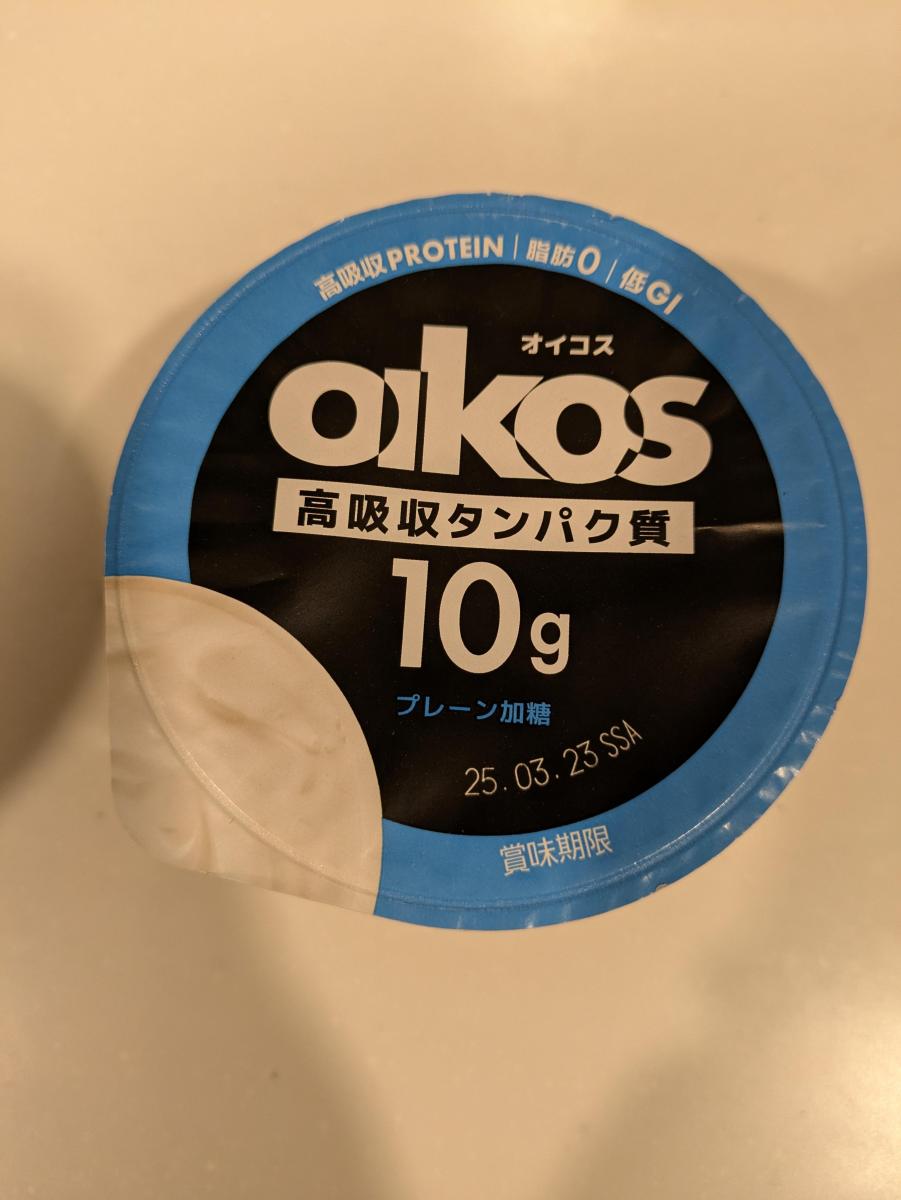 高吸収PROTEIN | 脂肪0 | 低GI
オイコス
oikos
高吸収タンパク質
10g
プレーン加糖
25.03.23 SSA
賞味期限